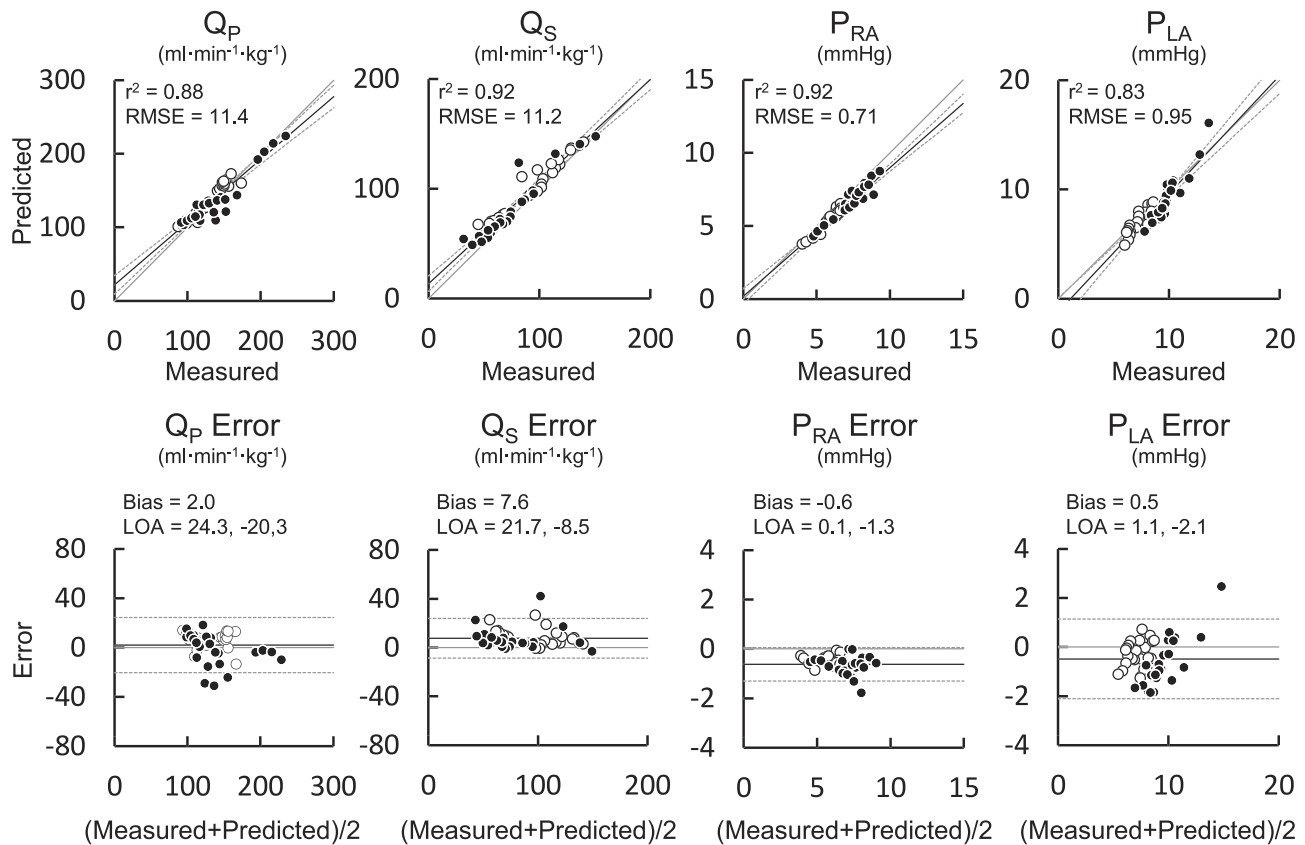 Q_P Q_S P_RA P_LA
(ml·min⁻¹·kg⁻¹) (ml·min⁻¹·kg⁻¹) (mmHg) (mmHg)
300 200 15 20
r² = 0.88 r² = 0.92 r² = 0.92 r² = 0.83
RMSE = 11.4 RMSE = 11.2 RMSE = 0.71 RMSE = 0.95
Predicted
200 10
100 10
100 5
0 0 0 0
0 100 200 300 0 100 200 0 5 10 15 0 10 20
Measured Measured Measured Measured
Q_P Error Q_S Error P_RA Error P_LA Error
(ml·min⁻¹·kg⁻¹) (ml·min⁻¹·kg⁻¹) (mmHg) (mmHg)
Bias = 2.0 Bias = 7.6 Bias = -0.6 Bias = 0.5
LOA = 24.3, -20,3 LOA = 21.7, -8.5 LOA = 0.1, -1.3 LOA = 1.1, -2.1
80 80 4 4
40 40 2 2
Error
0 0 0 0
-40 -40 -2 -2
-80 -80 -4 -4
0 100 200 300 0 100 200 0 5 10 15 0 10 20
(Measured+Predicted)/2 (Measured+Predicted)/2 (Measured+Predicted)/2 (Measured+Predicted)/2